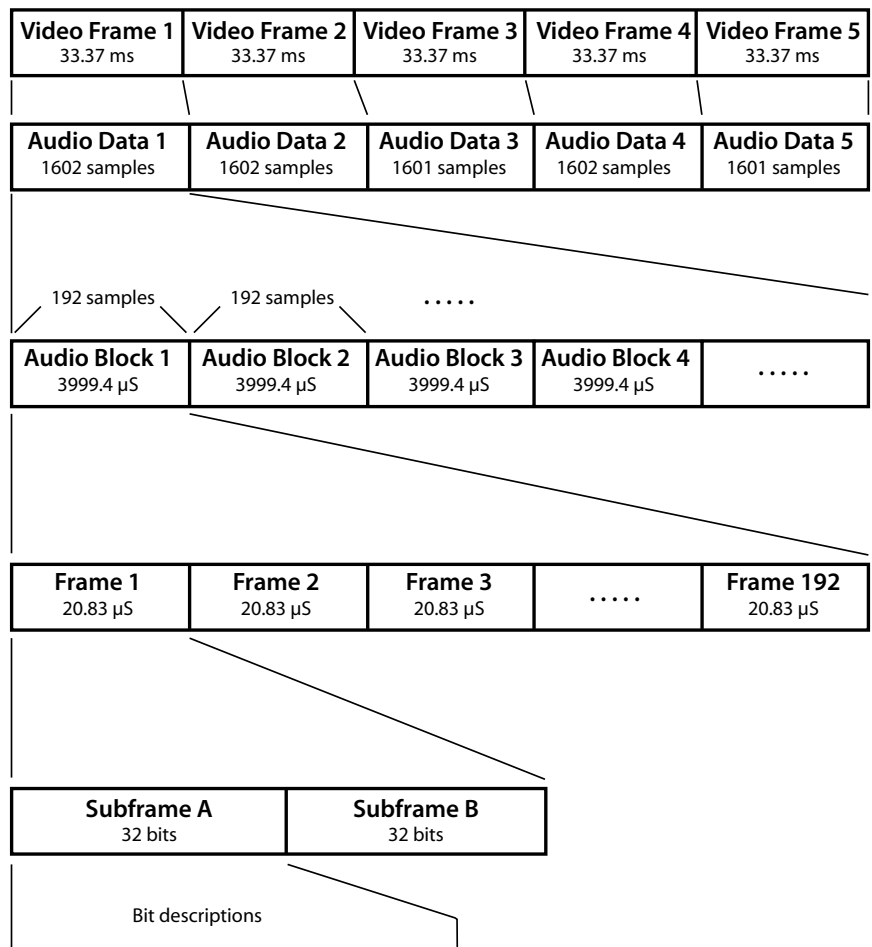 Video Frame 1 Video Frame 2 Video Frame 3 Video Frame 4 Video Frame 5
33.37 ms 33.37 ms 33.37 ms 33.37 ms 33.37 ms
Audio Data 1 Audio Data 2 Audio Data 3 Audio Data 4 Audio Data 5
1602 samples 1602 samples 1601 samples 1602 samples 1601 samples
192 samples 192 samples .....
Audio Block 1 Audio Block 2 Audio Block 3 Audio Block 4 .....
3999.4 µS 3999.4 µS 3999.4 µS 3999.4 µS
Frame 1 Frame 2 Frame 3 ..... Frame 192
20.83 µS 20.83 µS 20.83 µS 20.83 µS
Subframe A Subframe B
32 bits 32 bits
Bit descriptions